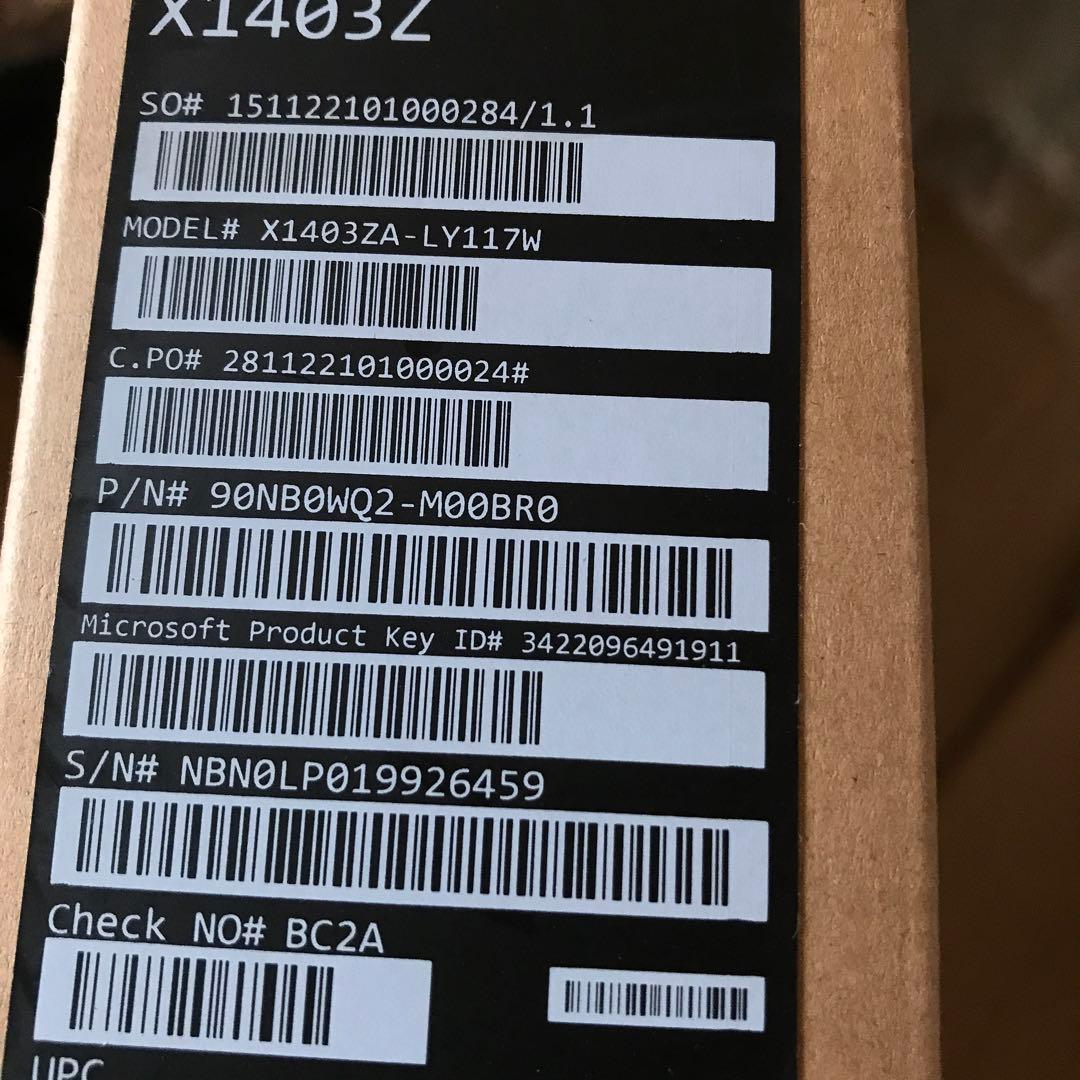 X1403Z
SO# 151122101000284/1.1
MODEL# X1403ZA-LY117W
C.PO# 281122101000024#
P/N# 90NB0WQ2-M00BR0
Microsoft Product Key ID# 3422096491911
S/N# NBN0LP019926459
Check NO# BC2A
UPC